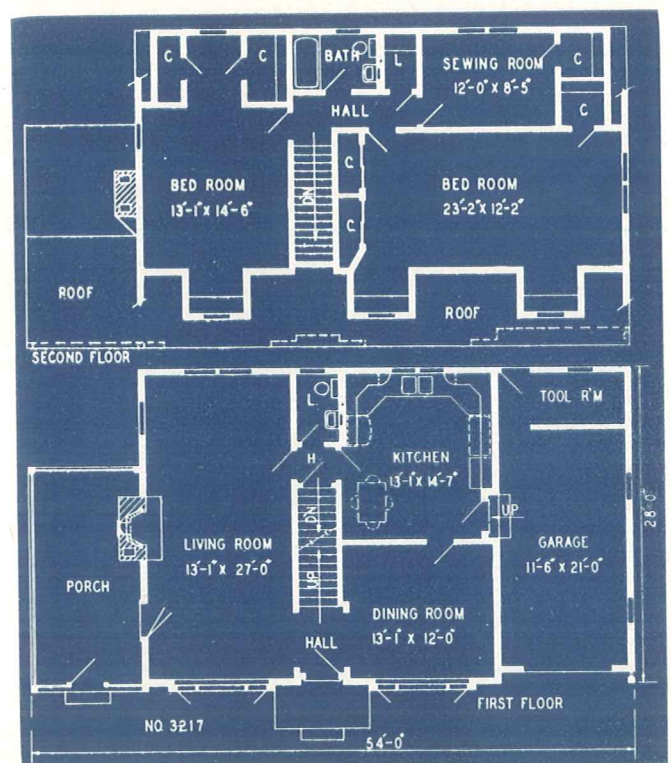 C
C
BATH
L
SEWING ROOM
12'-0" X 8'-5"
C
C
HALL
BED ROOM
13'-1" X 14'-6"
DN
C
C
BED ROOM
23'-2" X 12'-2"
ROOF
ROOF
SECOND FLOOR
L
TOOL R'M
H
KITCHEN
13'-1" X 14'-7"
UP
DN
UP
LIVING ROOM
13'-1" X 27'-0"
GARAGE
11'-6" X 21'-0"
28'-0"
PORCH
DINING ROOM
13'-1" X 12'-0"
HALL
FIRST FLOOR
NO. 3217
54'-0"